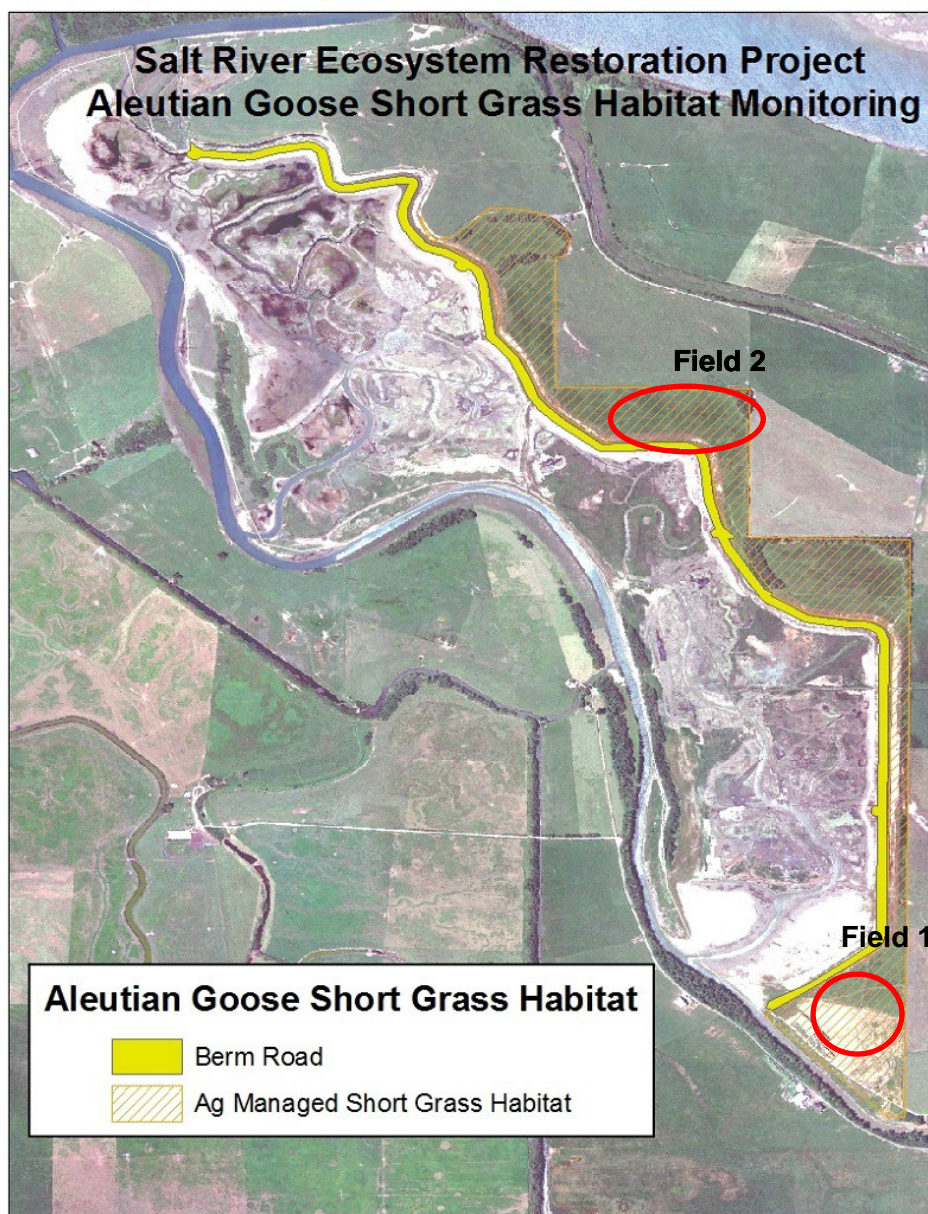 Salt River Ecosystem Restoration Project
Aleutian Goose Short Grass Habitat Monitoring
Field 2
Field 1
Aleutian Goose Short Grass Habitat
Berm Road
Ag Managed Short Grass Habitat